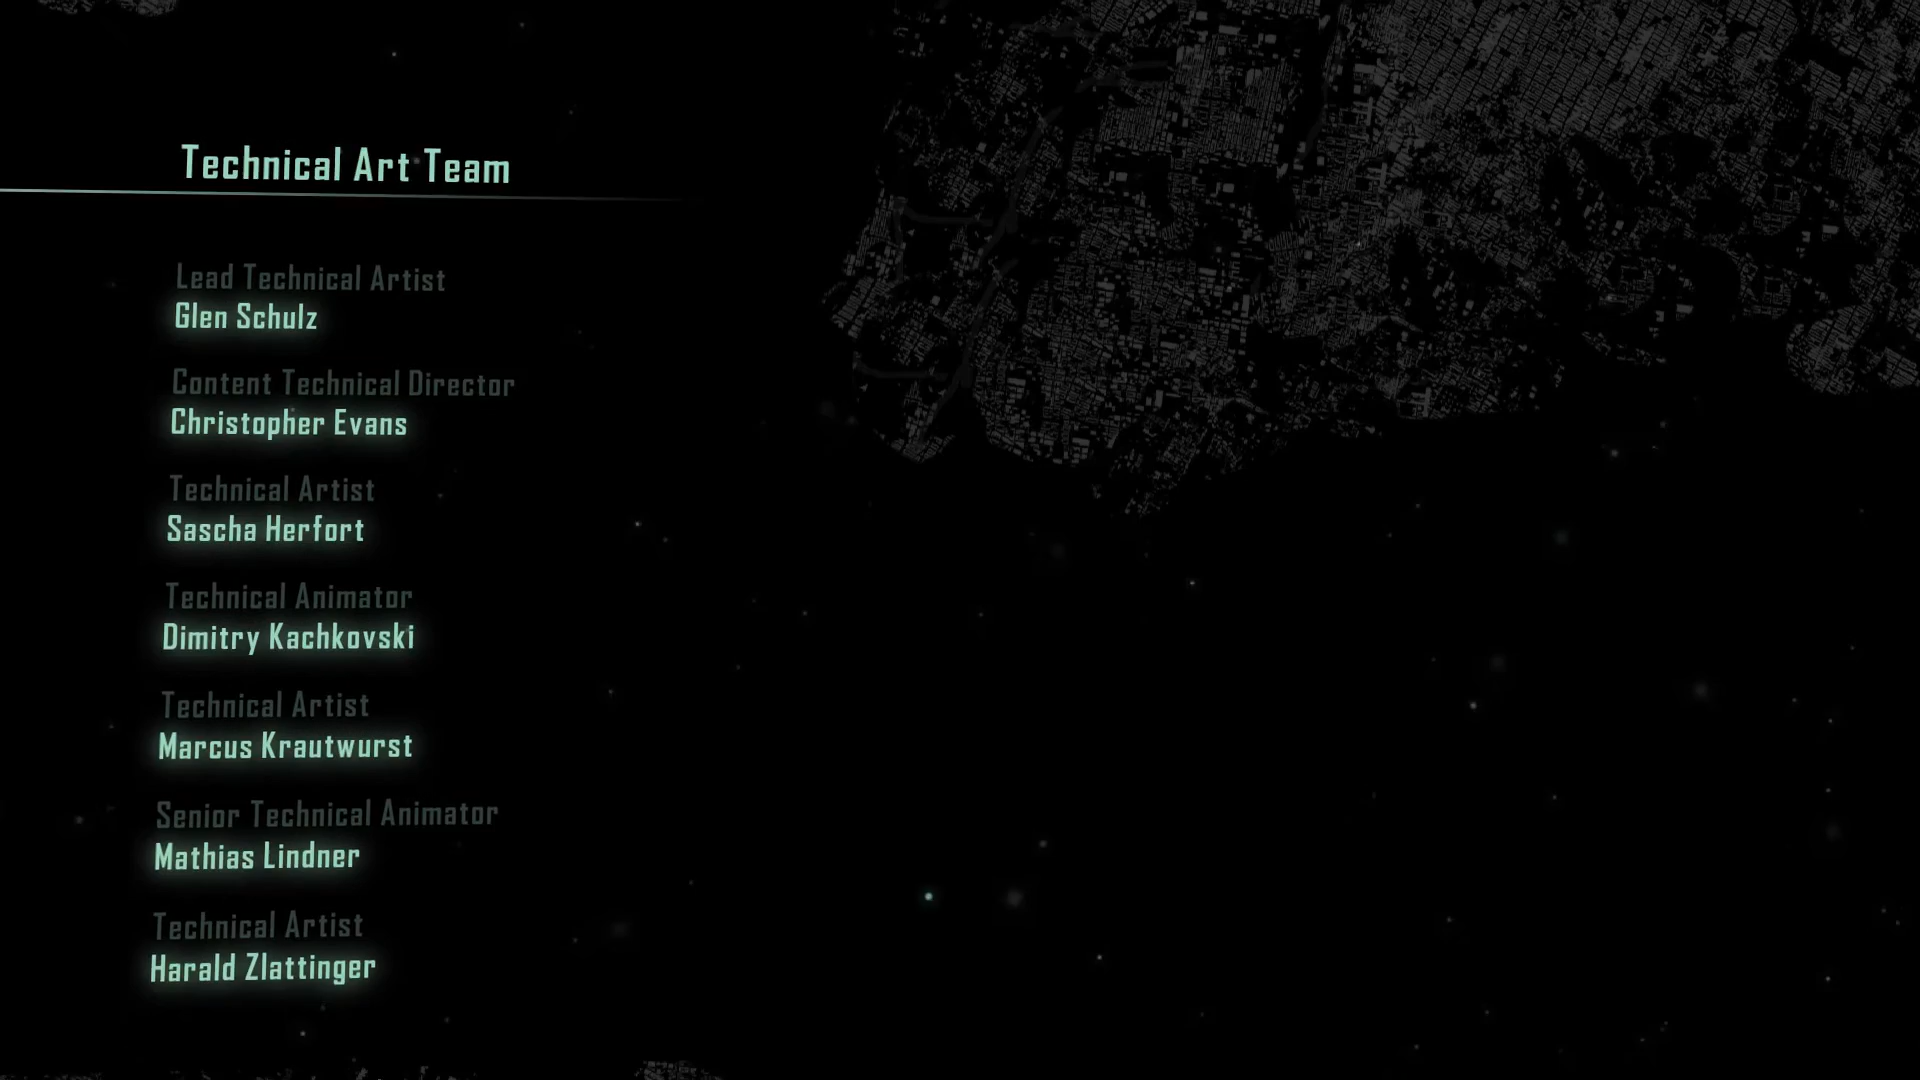 Technical Art Team
Lead Technical Artist
Glen Schulz
Content Technical Director
Christopher Evans
Technical Artist
Sascha Herfort
Technical Animator
Dimitry Kachkovski
Technical Artist
Marcus Krautwurst
Senior Technical Animator
Mathias Lindner
Technical Artist
Harald Zlattinger